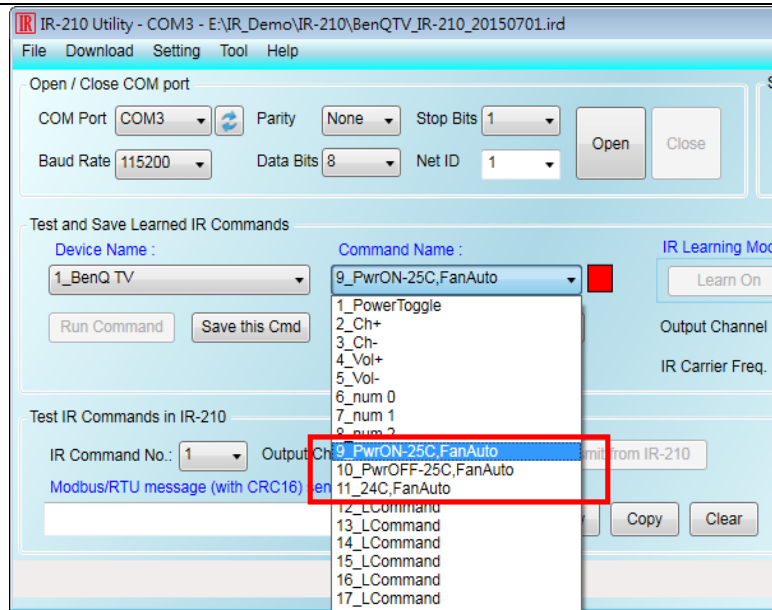 IR IR-210 Utility - COM3 - E:\IR_Demo\IR-210\BenQTV_IR-210_20150701.ird
File Download Setting Tool Help
Open / Close COM port
COM Port COM3 Parity None Stop Bits 1
Open Close
Baud Rate 115200 Data Bits 8 Net ID 1
Test and Save Learned IR Commands
Device Name : Command Name : IR Learning Mod
1_BenQ TV 9_PwrON-25C,FanAuto Learn On
1_PowerToggle
Run Command Save this Cmd 2_Ch+ Output Channel
3_Ch-
4_Vol+ IR Carrier Freq.
5_Vol-
6_num 0
Test IR Commands in IR-210 7_num 1
8_num 2
IR Command No.: 1 Output Ch 9_PwrON-25C,FanAuto mit from IR-210
10_PwrOFF-25C,FanAuto
Modbus/RTU message (with CRC16) sen 11_24C,FanAuto
12_LCommand
13_LCommand Copy Clear
14_LCommand
15_LCommand
16_LCommand
17_LCommand